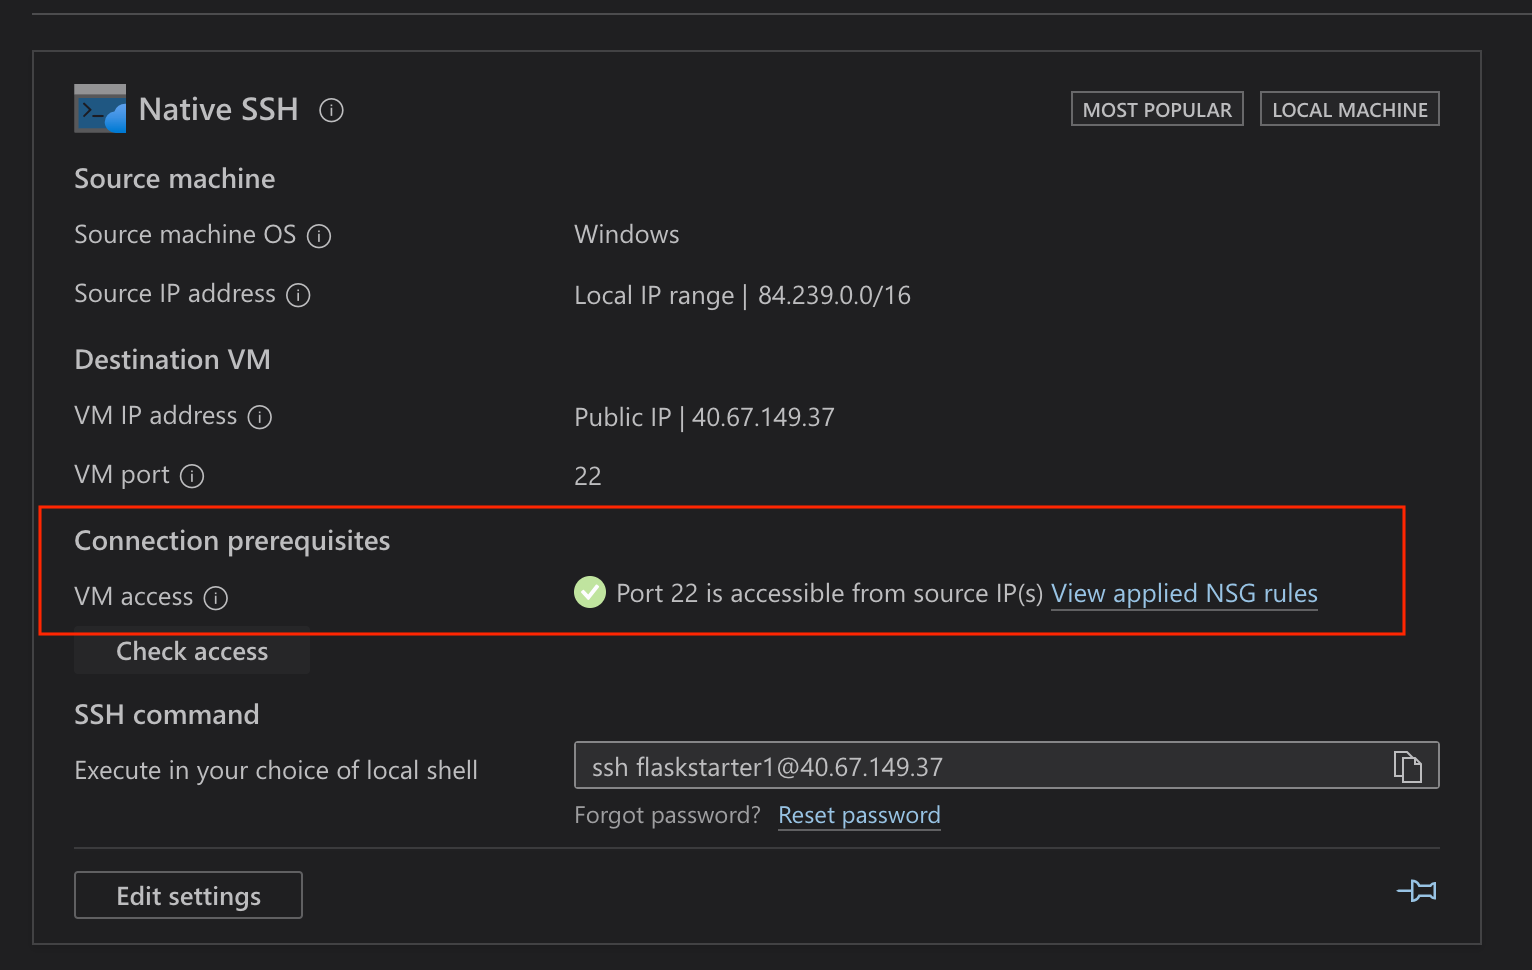 Native SSH
MOST POPULAR
LOCAL MACHINE
Source machine
Source machine OS
Windows
Source IP address
Local IP range | 84.239.0.0/16
Destination VM
VM IP address
Public IP | 40.67.149.37
VM port
22
Connection prerequisites
VM access
Port 22 is accessible from source IP(s) View applied NSG rules
Check access
SSH command
Execute in your choice of local shell
ssh flaskstarter1@40.67.149.37
Forgot password? Reset password
Edit settings